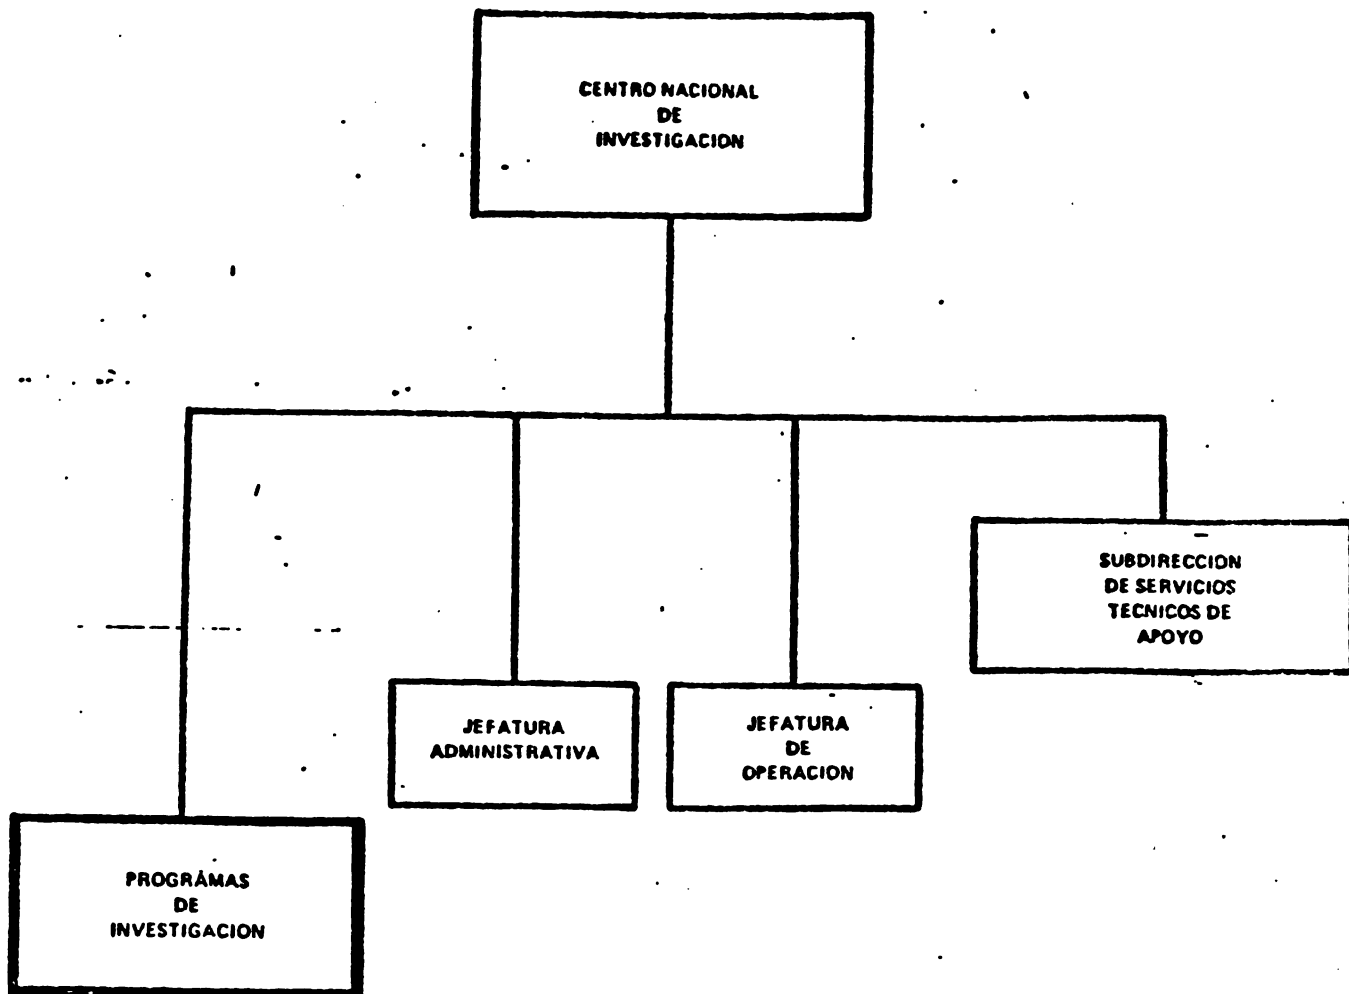 CENTRO NACIONAL
DE
INVESTIGACION
SUBDIRECCION
DE SERVICIOS
TECNICOS DE
APOYO
JEFATURA
ADMINISTRATIVA
JEFATURA
DE
OPERACION
PROGRAMAS
DE
INVESTIGACION